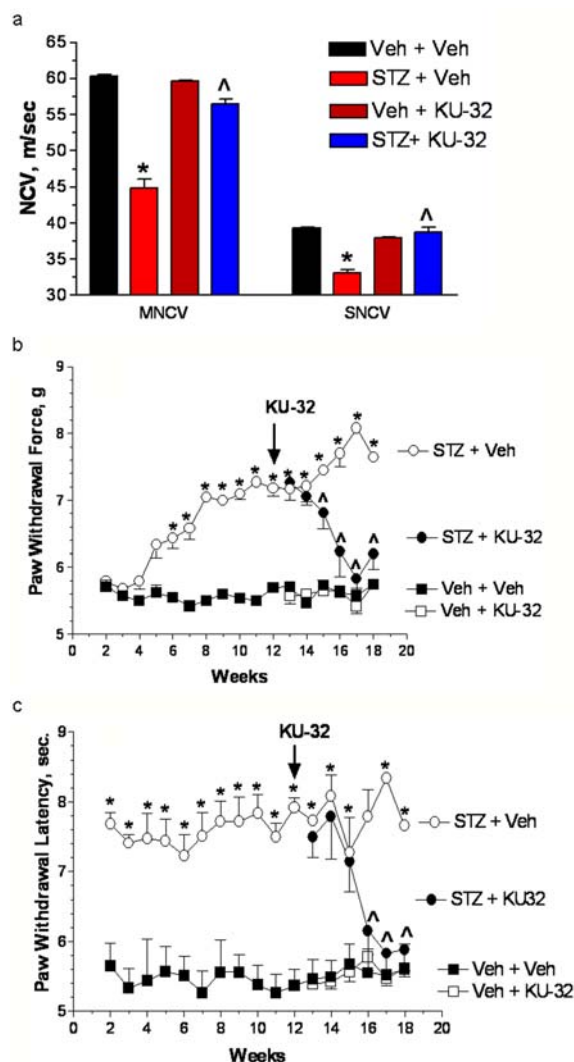 a
NCV, m/sec
65
60
55
50
45
40
35
30
Veh + Veh
STZ + Veh
Veh + KU-32
STZ+ KU-32
*
^
*
^
MNCV
SNCV
b
Paw Withdrawal Force, g
9
8
7
6
5
KU-32
* * * * * * * * * * * * *
^ ^ ^ ^
STZ + Veh
STZ + KU-32
Veh + Veh
Veh + KU-32
0 2 4 6 8 10 12 14 16 18 20
Weeks
c
Paw Withdrawal Latency, sec.
9
8
7
6
5
KU-32
* * * * * * * * * * * * * * * *
^ ^ ^
STZ + Veh
STZ + KU32
Veh + Veh
Veh + KU-32
0 2 4 6 8 10 12 14 16 18 20
Weeks